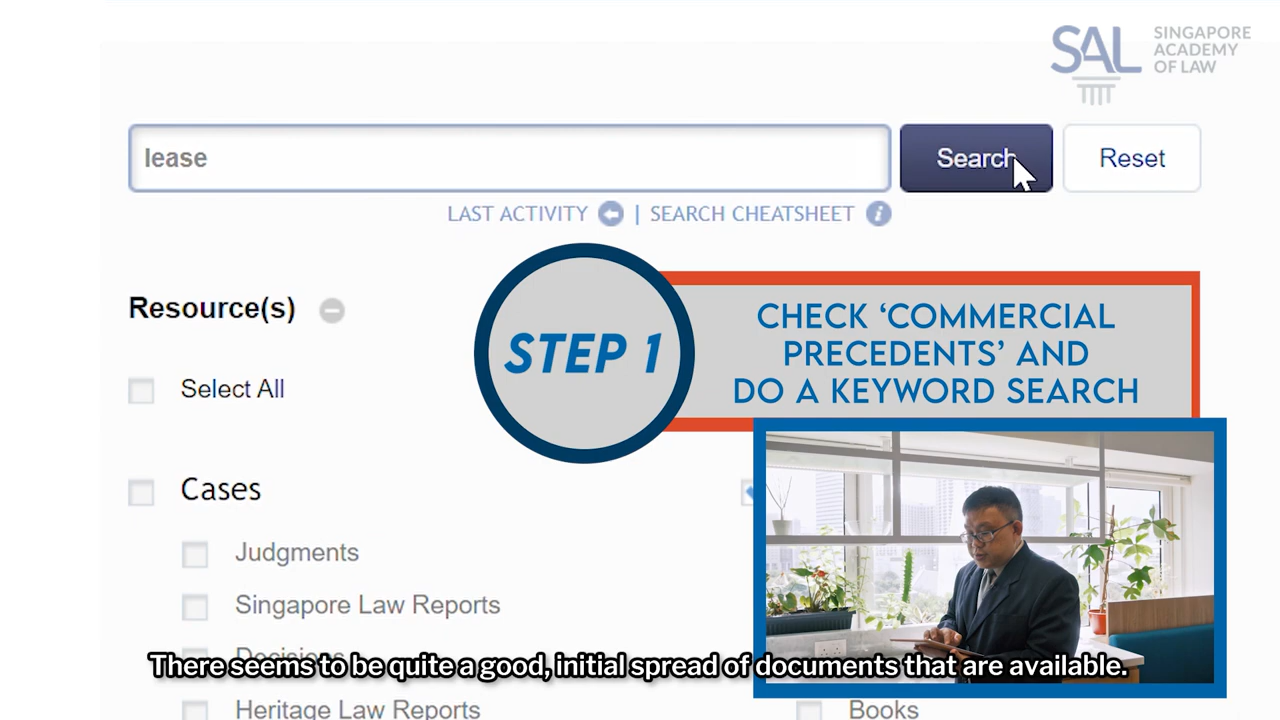 SAL
SINGAPORE
ACADEMY
OF LAW
lease
Search
Reset
LAST ACTIVITY | SEARCH CHEATSHEET i
Resource(s)
STEP 1
CHECK ‘COMMERCIAL
PRECEDENTS’ AND
DO A KEYWORD SEARCH
Select All
Cases
Judgments
Singapore Law Reports
Decisions
There seems to be quite a good, initial spread of documents that are available.
Heritage Law Reports
Books